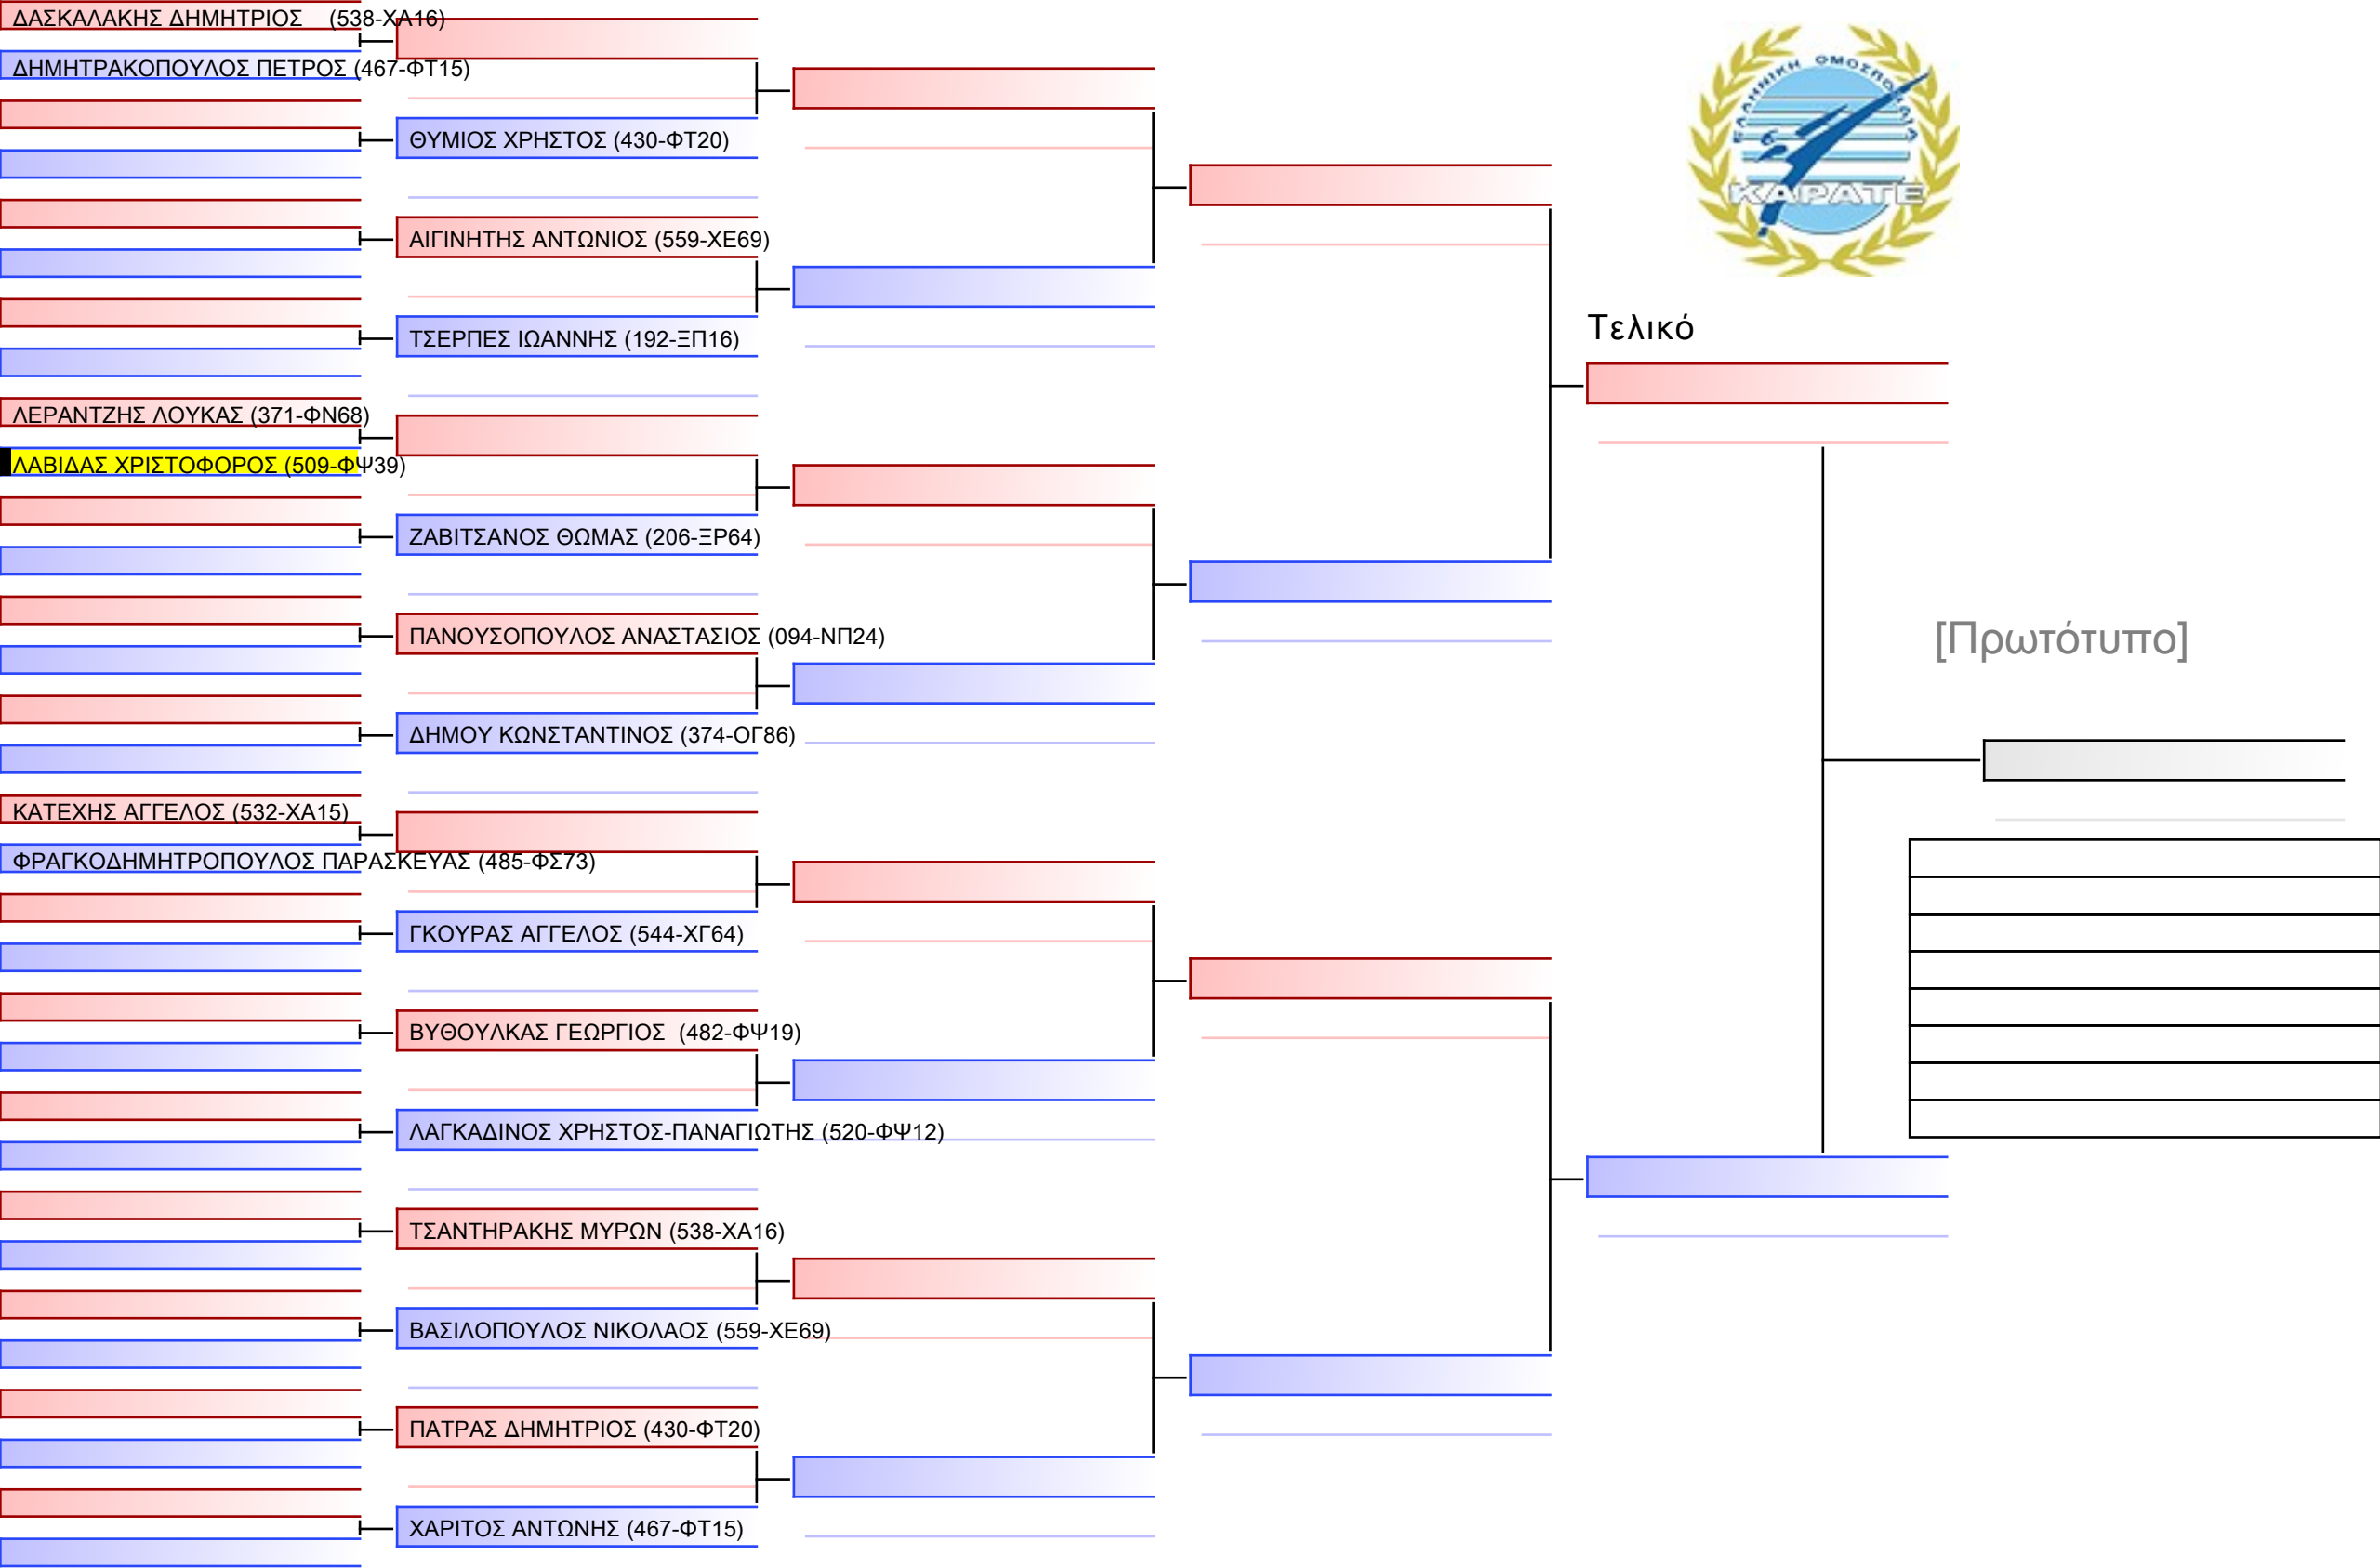 ΔΑΣΚΑΛΑΚΗΣ ΔΗΜΗΤΡΙΟΣ (538-ΧΑ16)
ΔΗΜΗΤΡΑΚΟΠΟΥΛΟΣ ΠΕΤΡΟΣ (467-ΦΤ15)
ΘΥΜΙΟΣ ΧΡΗΣΤΟΣ (430-ΦΤ20)
ΑΙΓΙΝΗΤΗΣ ΑΝΤΩΝΙΟΣ (559-ΧΕ69)
ΤΣΕΡΠΕΣ ΙΩΑΝΝΗΣ (192-ΞΠ16)
ΛΕΡΑΝΤΖΗΣ ΛΟΥΚΑΣ (371-ΦΝ68)
ΛΑΒΙΔΑΣ ΧΡΙΣΤΟΦΟΡΟΣ (509-ΦΨ39)
ΖΑΒΙΤΣΑΝΟΣ ΘΩΜΑΣ (206-ΞΡ64)
ΠΑΝΟΥΣΟΠΟΥΛΟΣ ΑΝΑΣΤΑΣΙΟΣ (094-ΝΠ24)
ΔΗΜΟΥ ΚΩΝΣΤΑΝΤΙΝΟΣ (374-ΟΓ86)
ΚΑΤΕΧΗΣ ΑΓΓΕΛΟΣ (532-ΧΑ15)
ΦΡΑΓΚΟΔΗΜΗΤΡΟΠΟΥΛΟΣ ΠΑΡΑΣΚΕΥΑΣ (485-ΦΣ73)
ΓΚΟΥΡΑΣ ΑΓΓΕΛΟΣ (544-ΧΓ64)
ΒΥΘΟΥΛΚΑΣ ΓΕΩΡΓΙΟΣ (482-ΦΨ19)
ΛΑΓΚΑΔΙΝΟΣ ΧΡΗΣΤΟΣ-ΠΑΝΑΓΙΩΤΗΣ (520-ΦΨ12)
ΤΣΑΝΤΗΡΑΚΗΣ ΜΥΡΩΝ (538-ΧΑ16)
ΒΑΣΙΛΟΠΟΥΛΟΣ ΝΙΚΟΛΑΟΣ (559-ΧΕ69)
ΠΑΤΡΑΣ ΔΗΜΗΤΡΙΟΣ (430-ΦΤ20)
ΧΑΡΙΤΟΣ ΑΝΤΩΝΗΣ (467-ΦΤ15)
ΕΛΛΗΝΙΚΗ ΟΜΟΣΠΟΝΔΙΑ
ΚΑΡΑΤΕ
Τελικό
[Πρωτότυπο]